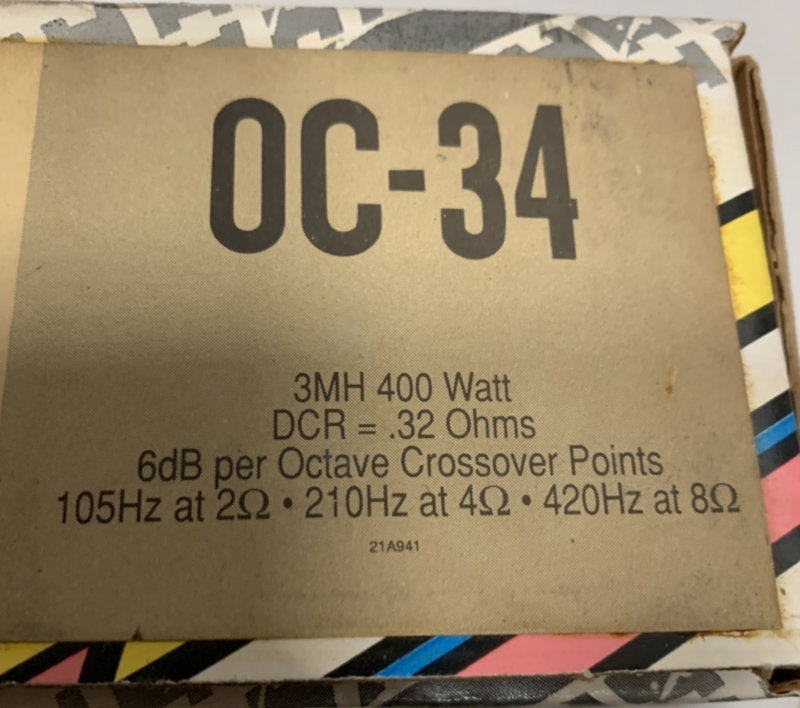 OC-34
3MH 400 Watt
DCR = .32 Ohms
6dB per Octave Crossover Points
105Hz at 2Ω • 210Hz at 4Ω • 420Hz at 8Ω
21A941